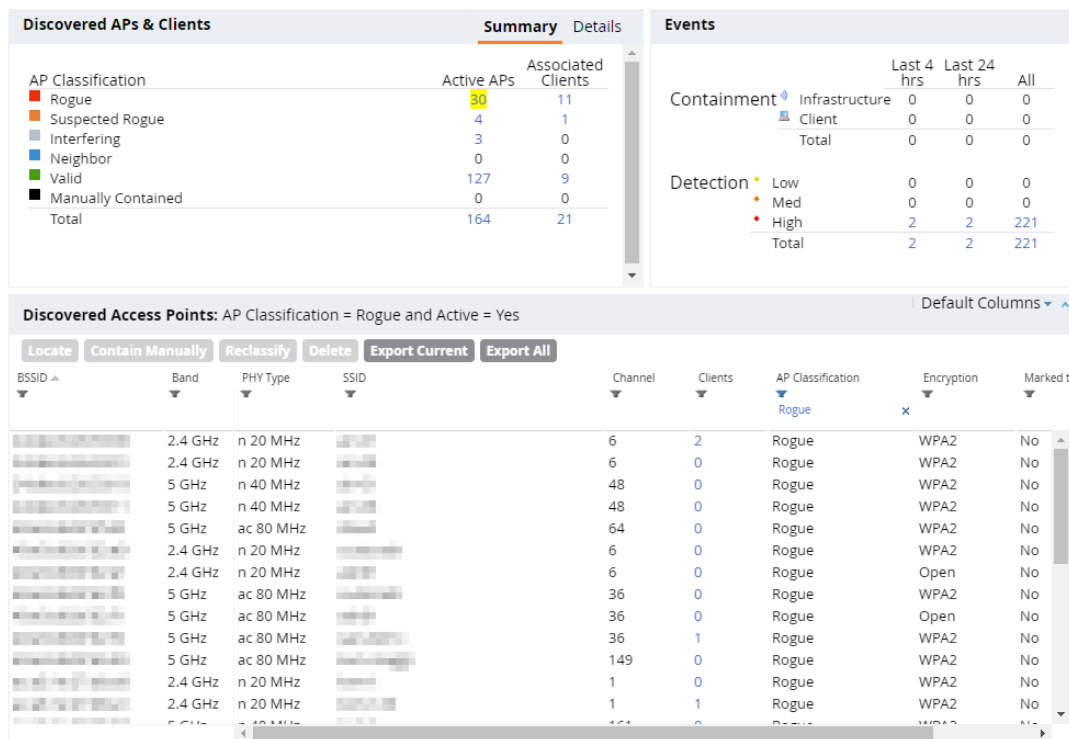 Discovered APs & Clients Summary Details
AP Classification Active APs Associated Clients
Rogue 30 11
Suspected Rogue 4 1
Interfering 3 0
Neighbor 0 0
Valid 127 9
Manually Contained 0 0
Total 164 21
Events
Last 4 hrs Last 24 hrs All
Containment Infrastructure 0 0 0
Client 0 0 0
Total 0 0 0
Detection Low 0 0 0
Med 0 0 0
High 2 2 221
Total 2 2 221
Discovered Access Points: AP Classification = Rogue and Active = Yes Default Columns
Locate Contain Manually Reclassify Delete Export Current Export All
BSSID Band PHY Type SSID Channel Clients AP Classification Encryption Marked t
Rogue ×
2.4 GHz n 20 MHz 6 2 Rogue WPA2 No
2.4 GHz n 20 MHz 6 0 Rogue WPA2 No
5 GHz n 40 MHz 48 0 Rogue WPA2 No
5 GHz n 40 MHz 48 0 Rogue WPA2 No
5 GHz ac 80 MHz 64 0 Rogue WPA2 No
2.4 GHz n 20 MHz 6 0 Rogue WPA2 No
2.4 GHz n 20 MHz 6 0 Rogue Open No
5 GHz ac 80 MHz 36 0 Rogue WPA2 No
5 GHz ac 80 MHz 36 0 Rogue Open No
5 GHz ac 80 MHz 36 1 Rogue WPA2 No
5 GHz ac 80 MHz 149 0 Rogue WPA2 No
2.4 GHz n 20 MHz 1 0 Rogue WPA2 No
2.4 GHz n 20 MHz 1 1 Rogue WPA2 No